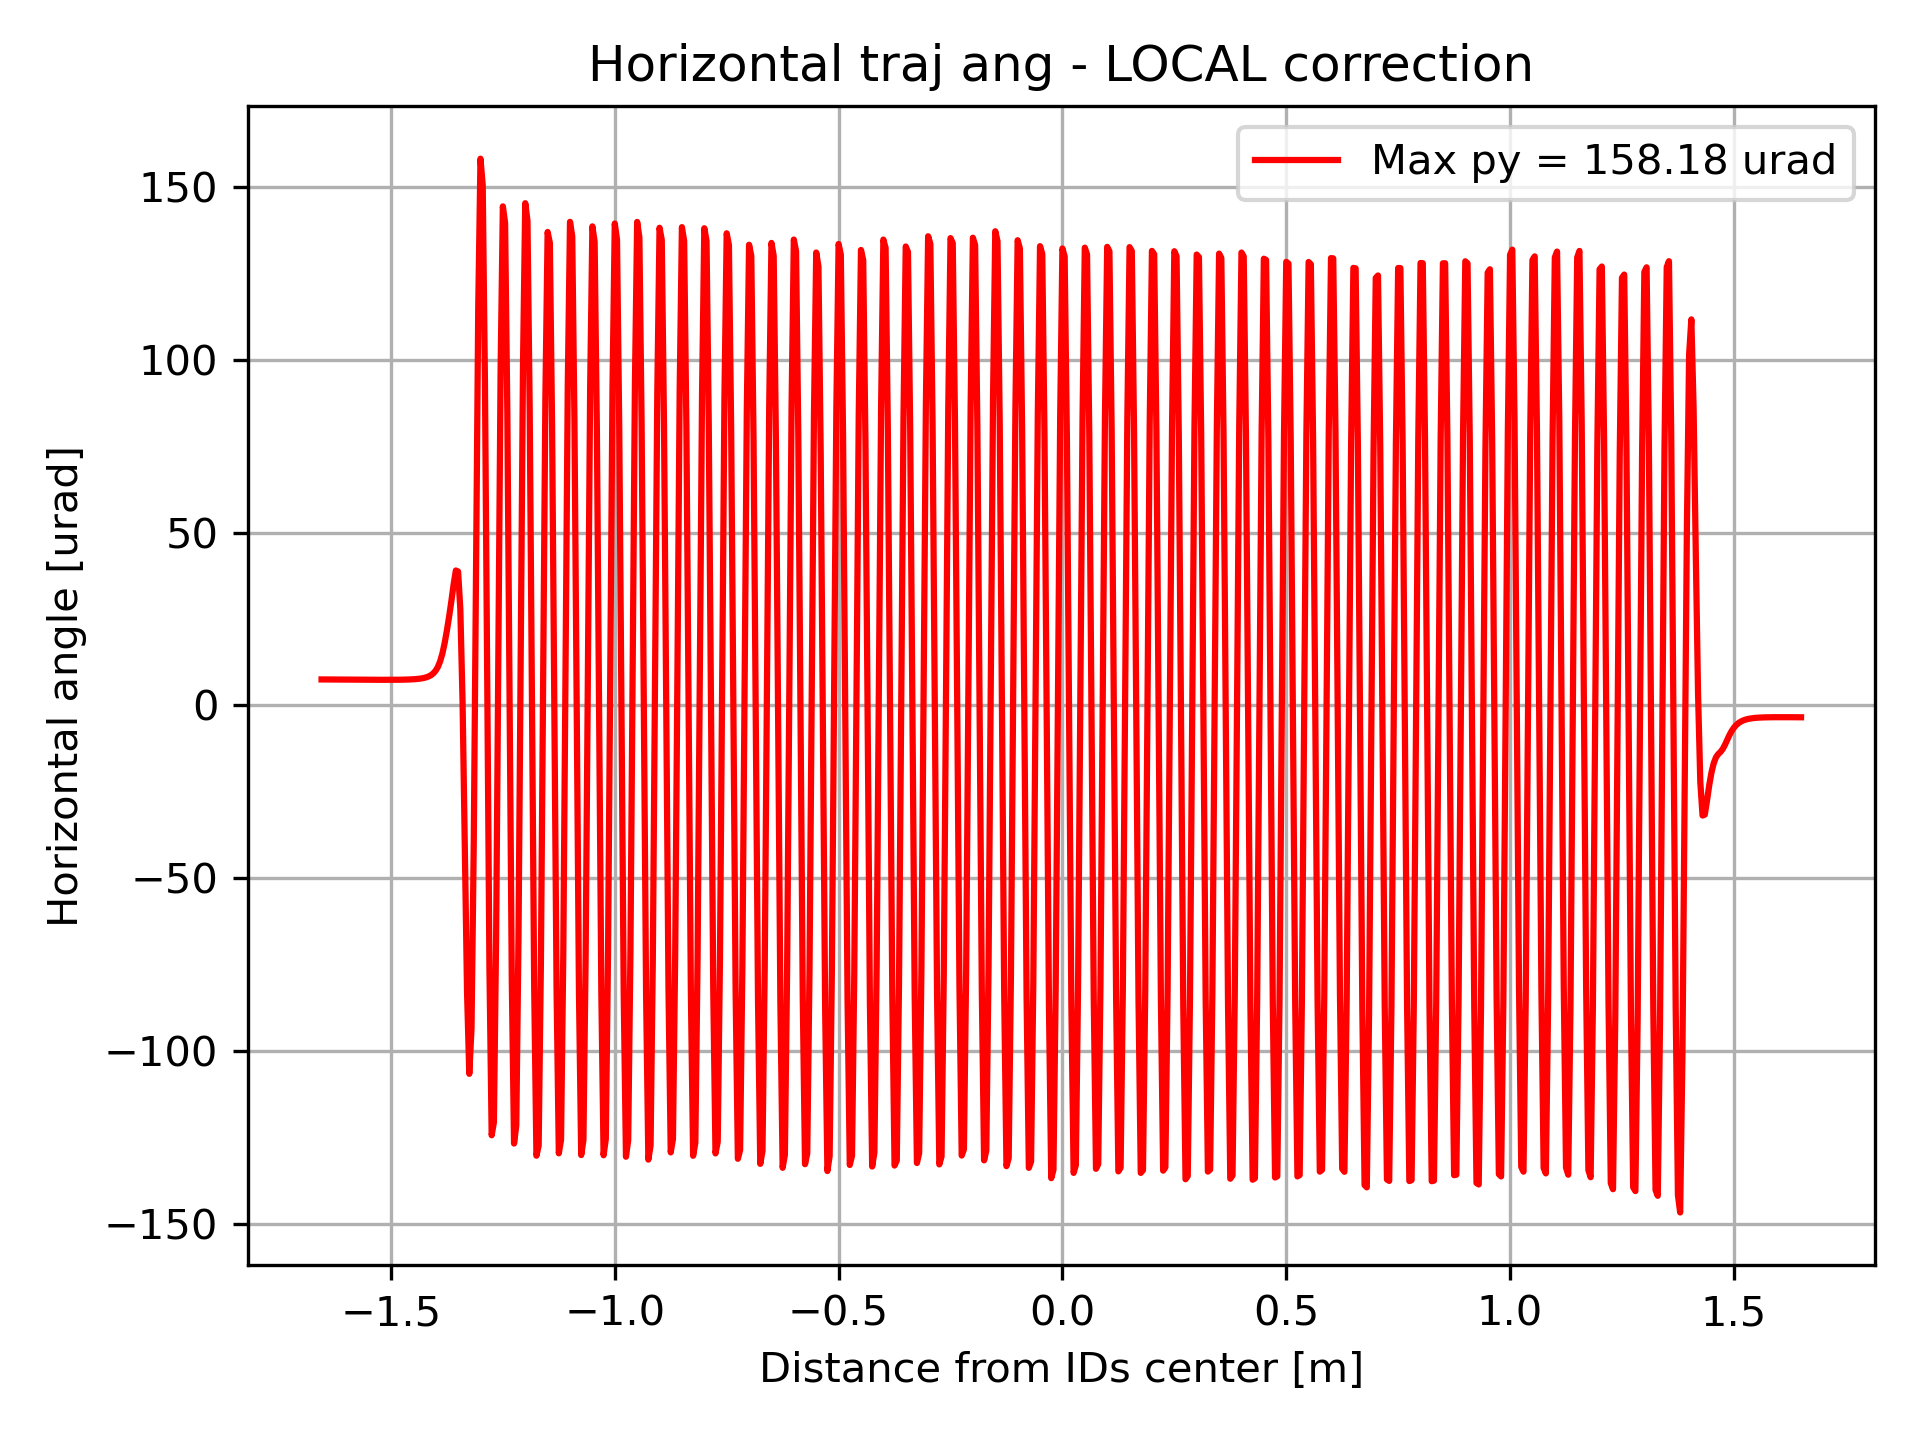 Horizontal traj ang - LOCAL correction
Max py = 158.18 urad
Horizontal angle [urad]
150
100
50
0
−50
−100
−150
−1.5 −1.0 −0.5 0.0 0.5 1.0 1.5
Distance from IDs center [m]